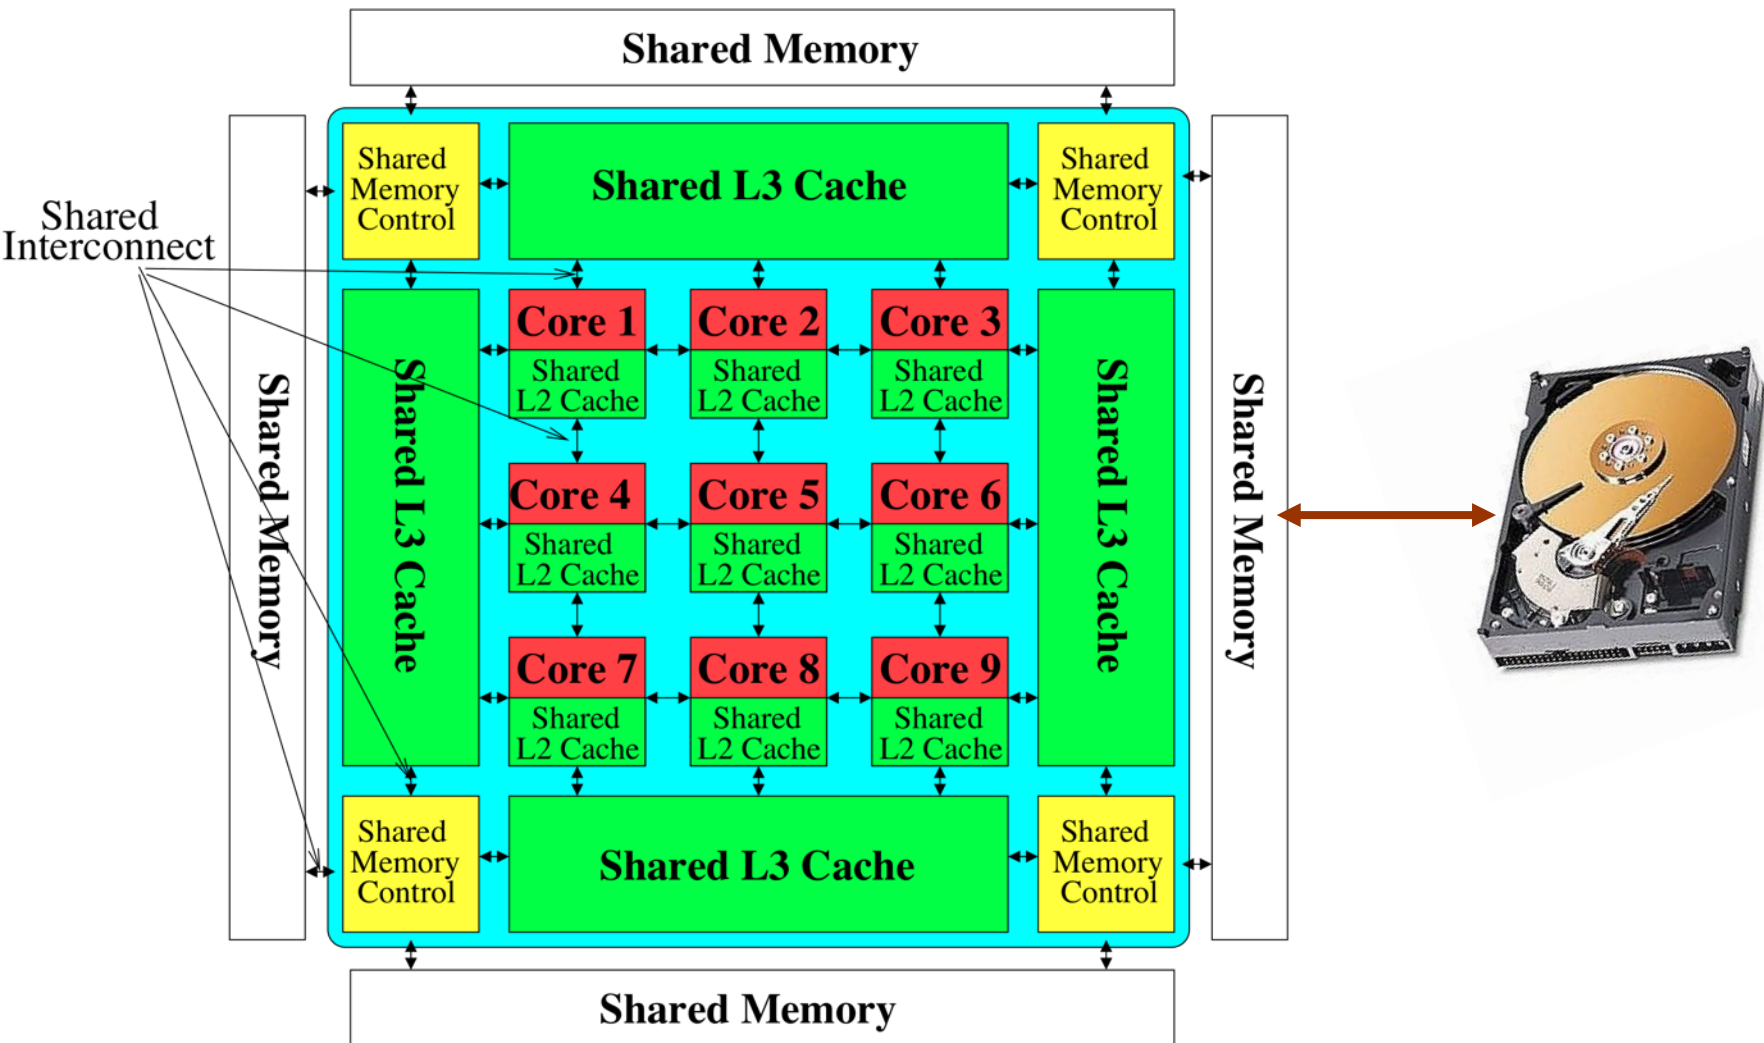 Shared Memory
Shared
Memory
Control
Shared L3 Cache
Shared
Memory
Control
Shared
Interconnect
Shared Memory
Shared L3 Cache
Core 1
Shared
L2 Cache
Core 2
Shared
L2 Cache
Core 3
Shared
L2 Cache
Core 4
Shared
L2 Cache
Core 5
Shared
L2 Cache
Core 6
Shared
L2 Cache
Core 7
Shared
L2 Cache
Core 8
Shared
L2 Cache
Core 9
Shared
L2 Cache
Shared L3 Cache
Shared Memory
Shared
Memory
Control
Shared L3 Cache
Shared
Memory
Control
Shared Memory